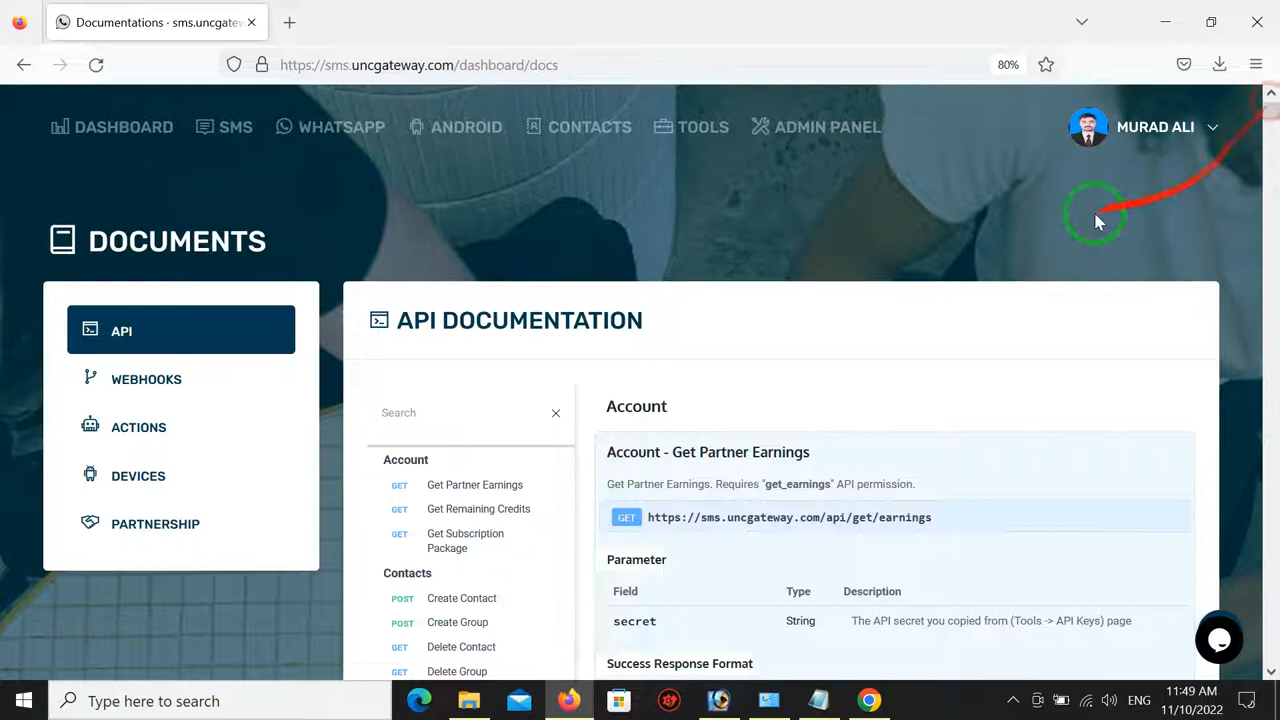 Documentations · sms.uncgatew
https://sms.uncgateway.com/dashboard/docs
80%
DASHBOARD
SMS
WHATSAPP
ANDROID
CONTACTS
TOOLS
ADMIN PANEL
MURAD ALI
DOCUMENTS
API
WEBHOOKS
ACTIONS
DEVICES
PARTNERSHIP
API DOCUMENTATION
Search
Account
GET Get Partner Earnings
GET Get Remaining Credits
GET Get Subscription
Package
Contacts
POST Create Contact
POST Create Group
GET Delete Contact
GET Delete Group
Account
Account - Get Partner Earnings
Get Partner Earnings. Requires "get_earnings" API permission.
GET https://sms.uncgateway.com/api/get/earnings
Parameter
Field Type Description
secret String The API secret you copied from (Tools -> API Keys) page
Success Response Format
Type here to search
ENG
11:49 AM
11/10/2022